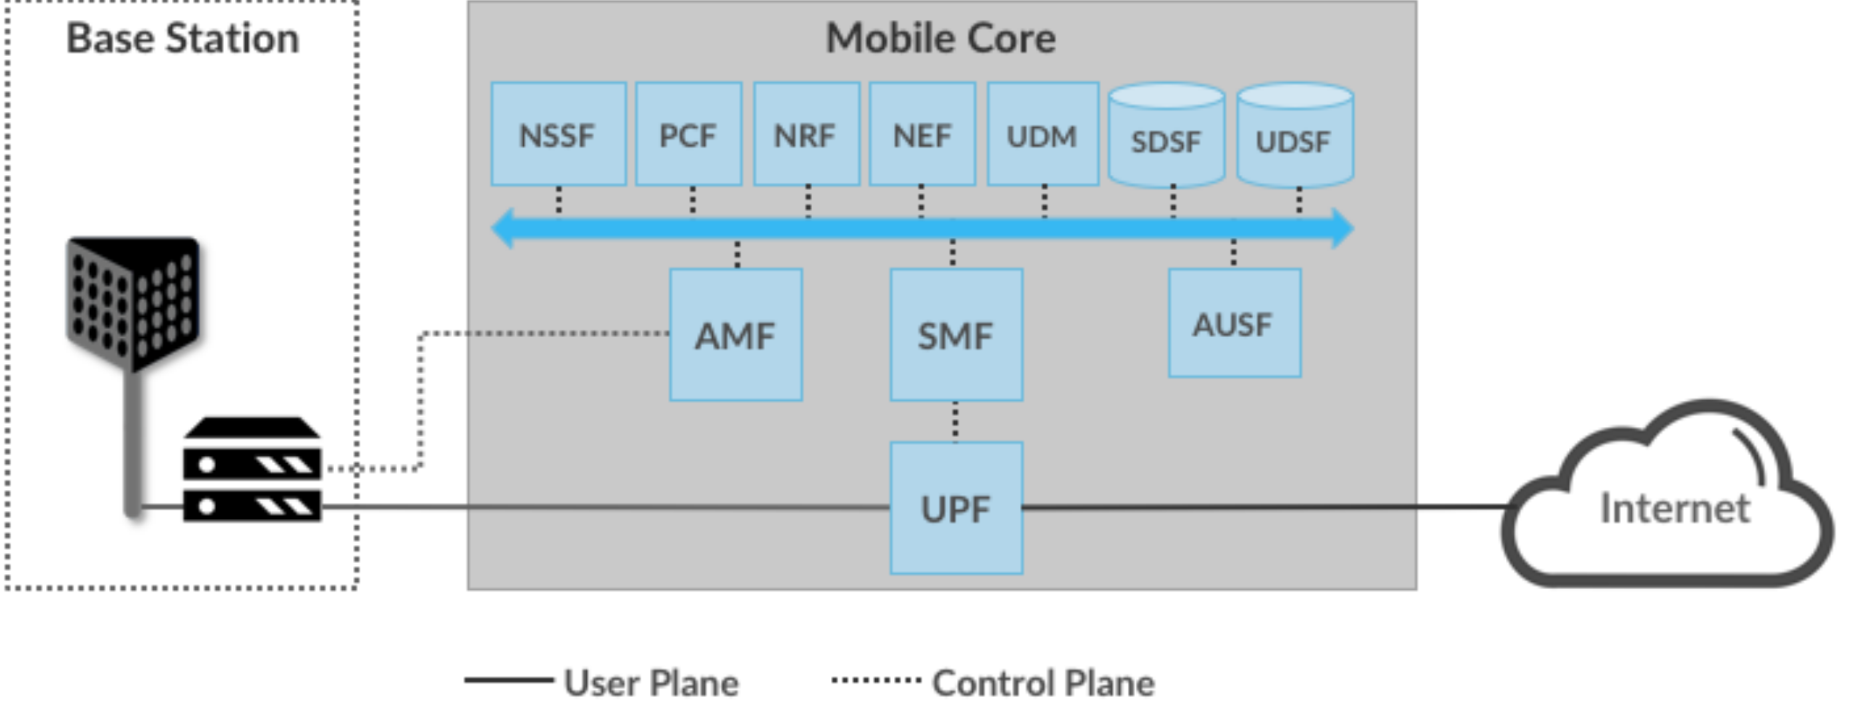 Base Station
Mobile Core
NSSF
PCF
NRF
NEF
UDM
SDSF
UDSF
AMF
SMF
AUSF
UPF
Internet
User Plane
Control Plane